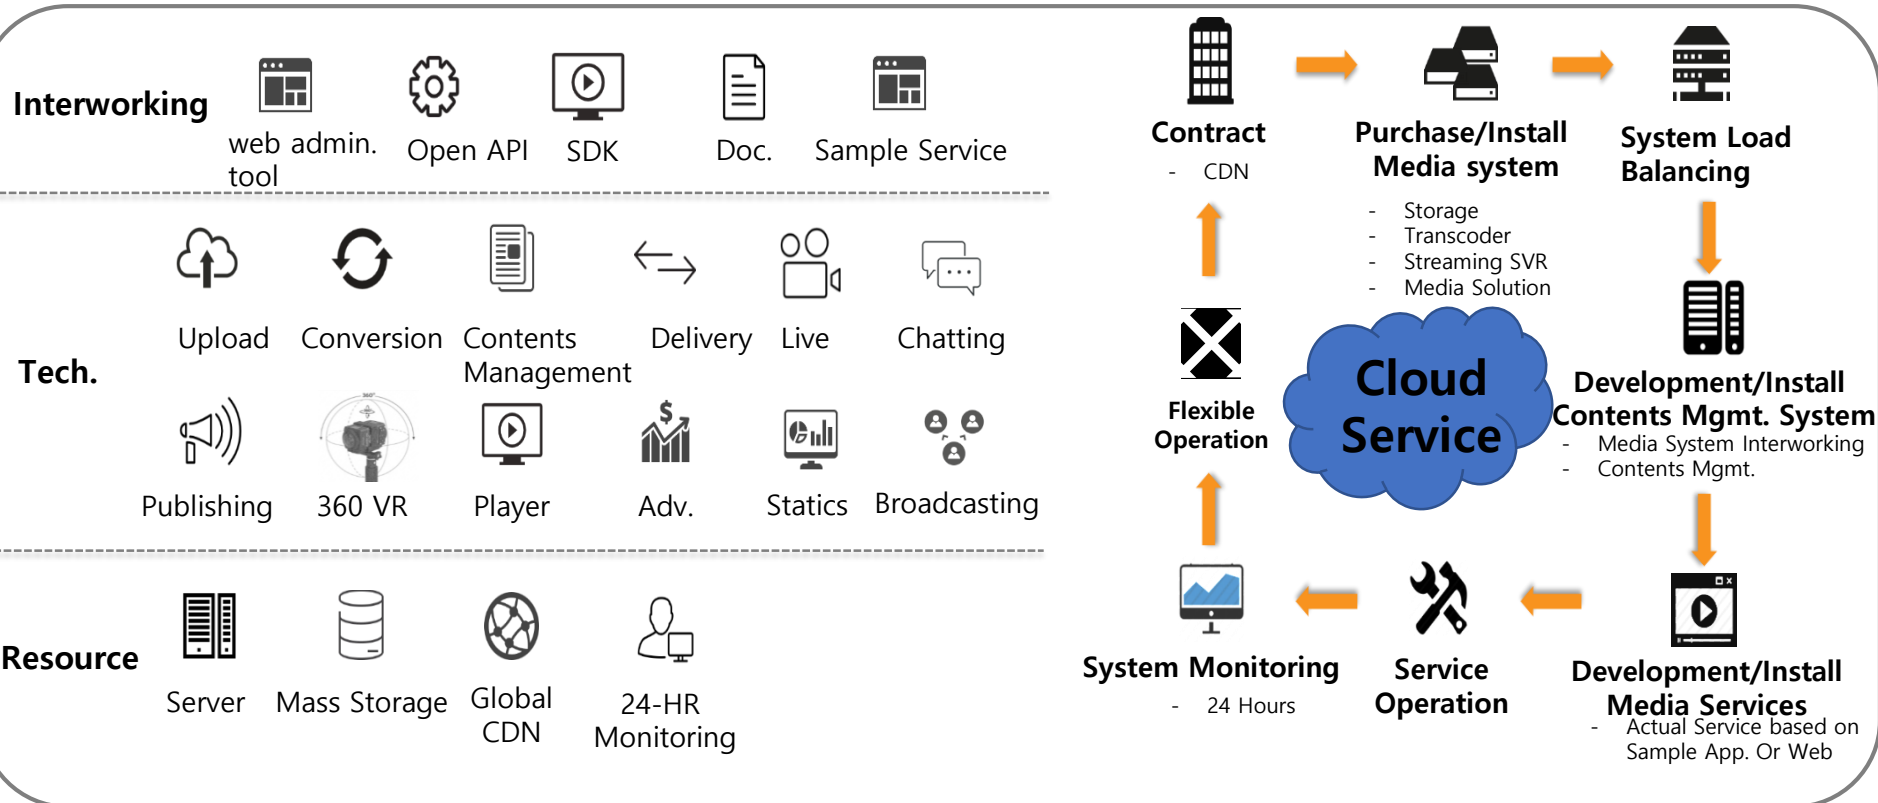 Interworking
web admin.
tool
Open API
SDK
Doc.
Sample Service
Tech.
Upload
Conversion
Contents
Management
Delivery
Live
Chatting
360°
Publishing
360 VR
Player
$
Adv.
Statics
Broadcasting
Resource
Server
Mass Storage
Global
CDN
24-HR
Monitoring
Contract
- CDN
Purchase/Install
Media system
- Storage
- Transcoder
- Streaming SVR
- Media Solution
System Load
Balancing
Development/Install
Contents Mgmt. System
- Media System Interworking
- Contents Mgmt.
Development/Install
Media Services
- Actual Service based on
Sample App. Or Web
Service
Operation
System Monitoring
- 24 Hours
Flexible
Operation
Cloud
Service